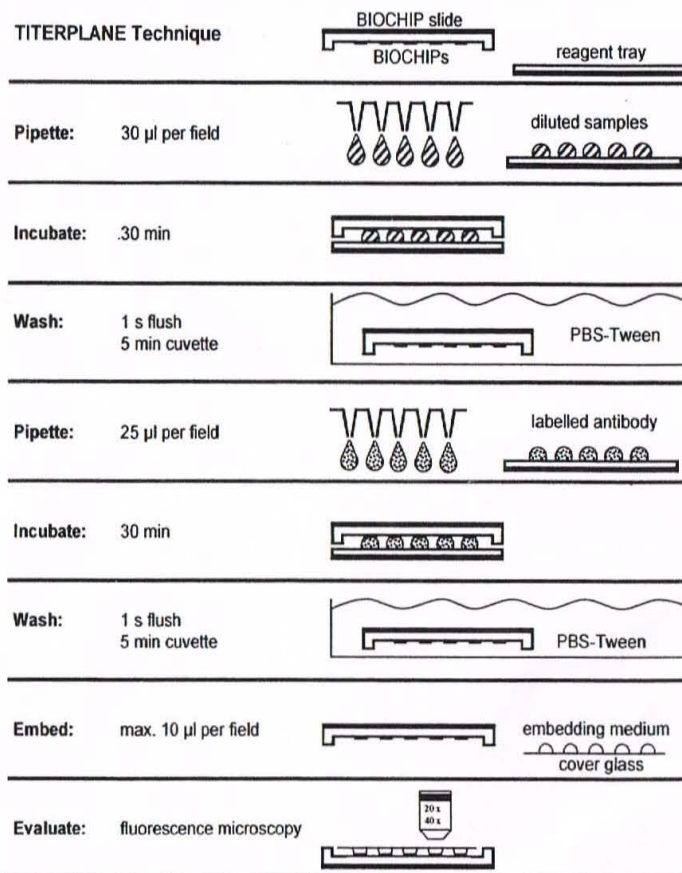 TITERPLANE Technique
BIOCHIP slide
BIOCHIPs
reagent tray
Pipette: 30 µl per field
diluted samples
Incubate: 30 min
Wash: 1 s flush
5 min cuvette
PBS-Tween
Pipette: 25 µl per field
labelled antibody
Incubate: 30 min
Wash: 1 s flush
5 min cuvette
PBS-Tween
Embed: max. 10 µl per field
embedding medium
cover glass
Evaluate: fluorescence microscopy
20 x
40 x